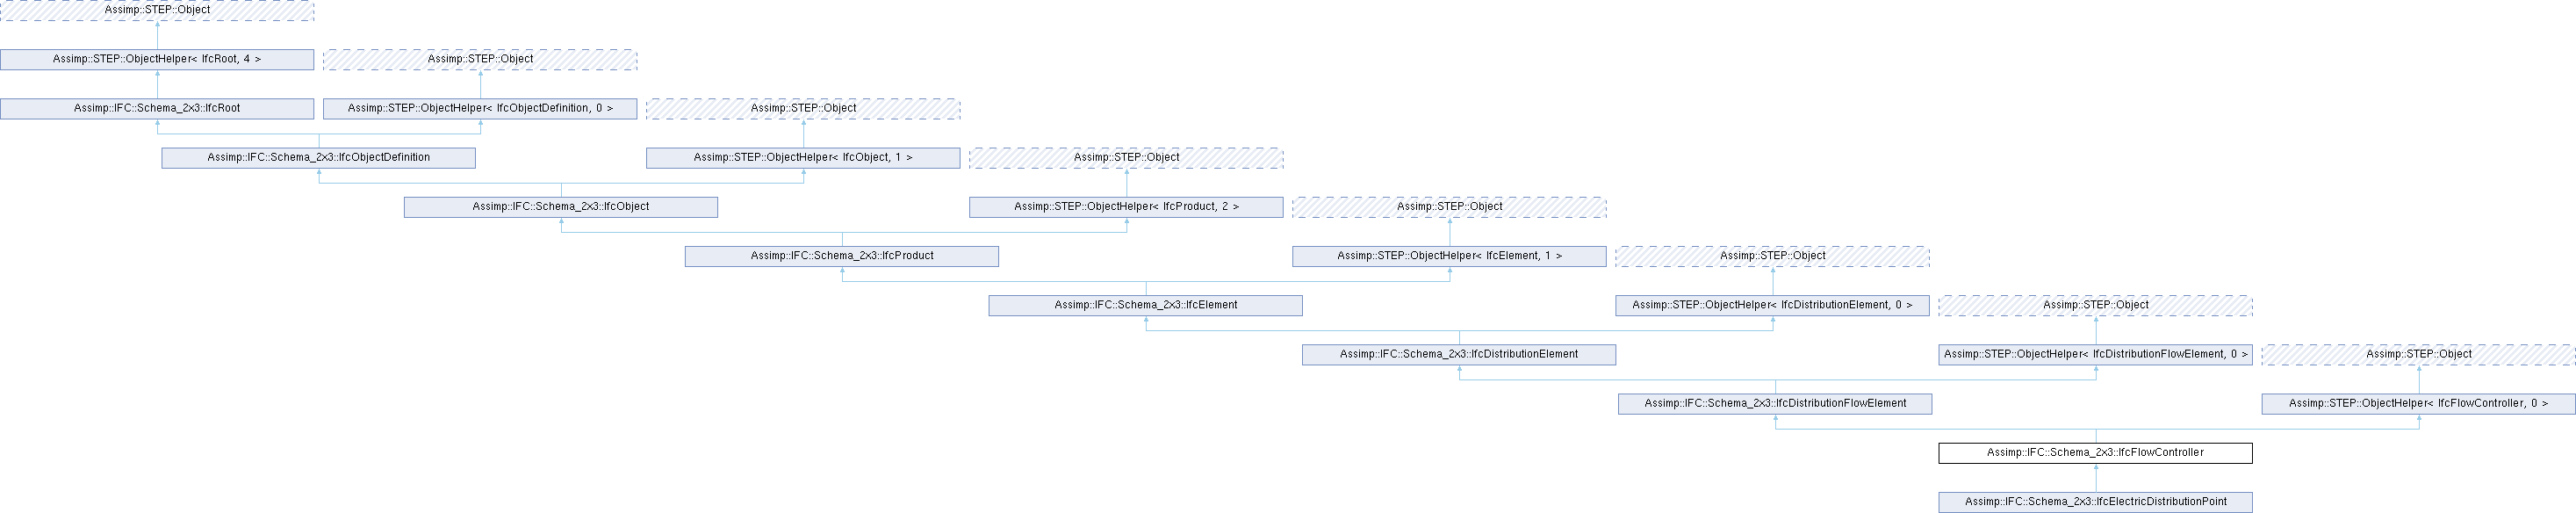 Assimp::STEP::Object
Assimp::STEP::ObjectHelper< IfcRoot, 4 >
Assimp::STEP::Object
Assimp::IFC::Schema_2x3::IfcRoot
Assimp::STEP::ObjectHelper< IfcObjectDefinition, 0 >
Assimp::STEP::Object
Assimp::IFC::Schema_2x3::IfcObjectDefinition
Assimp::STEP::ObjectHelper< IfcObject, 1 >
Assimp::STEP::Object
Assimp::IFC::Schema_2x3::IfcObject
Assimp::STEP::ObjectHelper< IfcProduct, 2 >
Assimp::STEP::Object
Assimp::IFC::Schema_2x3::IfcProduct
Assimp::STEP::ObjectHelper< IfcElement, 1 >
Assimp::STEP::Object
Assimp::IFC::Schema_2x3::IfcElement
Assimp::STEP::ObjectHelper< IfcDistributionElement, 0 >
Assimp::STEP::Object
Assimp::IFC::Schema_2x3::IfcDistributionElement
Assimp::STEP::ObjectHelper< IfcDistributionFlowElement, 0 >
Assimp::STEP::Object
Assimp::IFC::Schema_2x3::IfcDistributionFlowElement
Assimp::STEP::ObjectHelper< IfcFlowController, 0 >
Assimp::IFC::Schema_2x3::IfcFlowController
Assimp::IFC::Schema_2x3::IfcElectricDistributionPoint